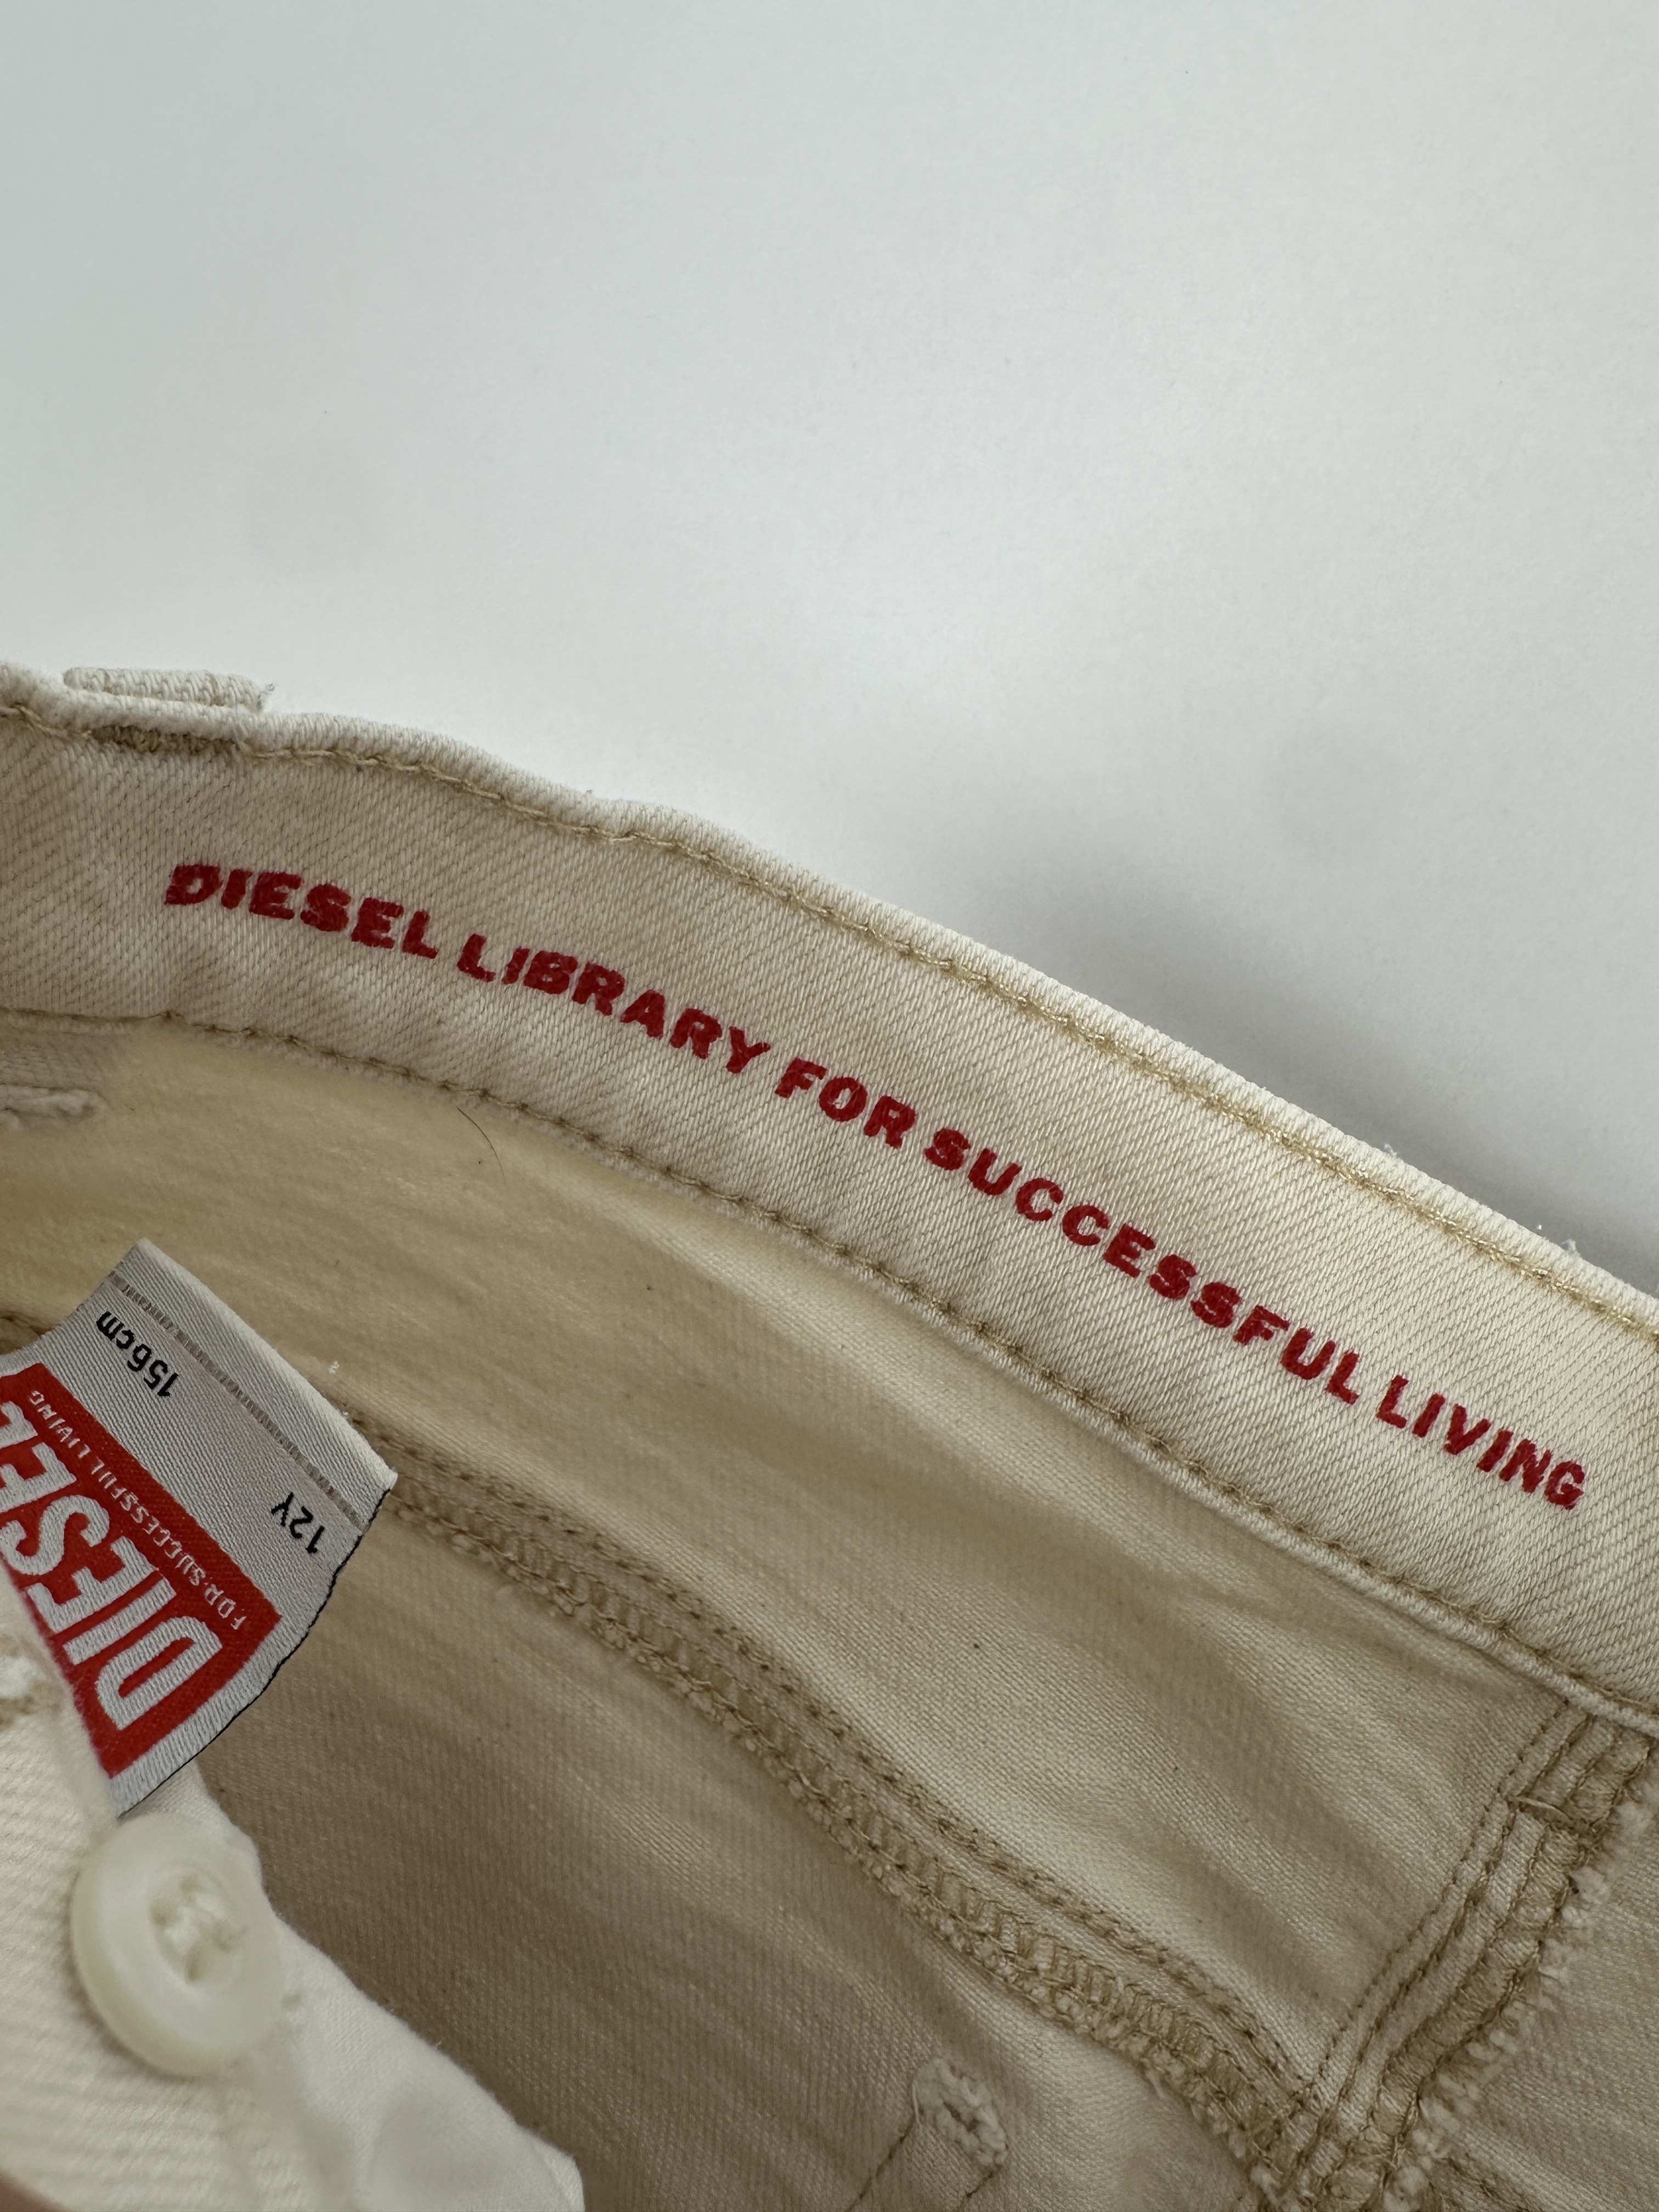 DIESEL LIBRARY FOR SUCCESSFUL LIVING
DIESEL
FOR SUCCESSFUL LIVING
12Y
156cm